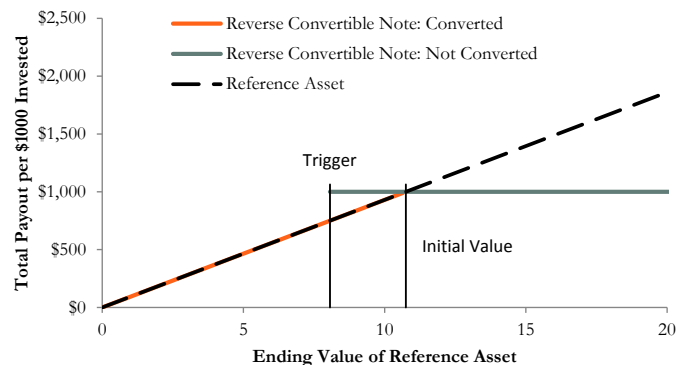 $2,500
Reverse Convertible Note: Converted
Reverse Convertible Note: Not Converted
$2,000
Reference Asset
$1,500
Trigger
$1,000
Initial Value
$500
$0
Total Payout per $1000 Invested
0 5 10 15 20
Ending Value of Reference Asset